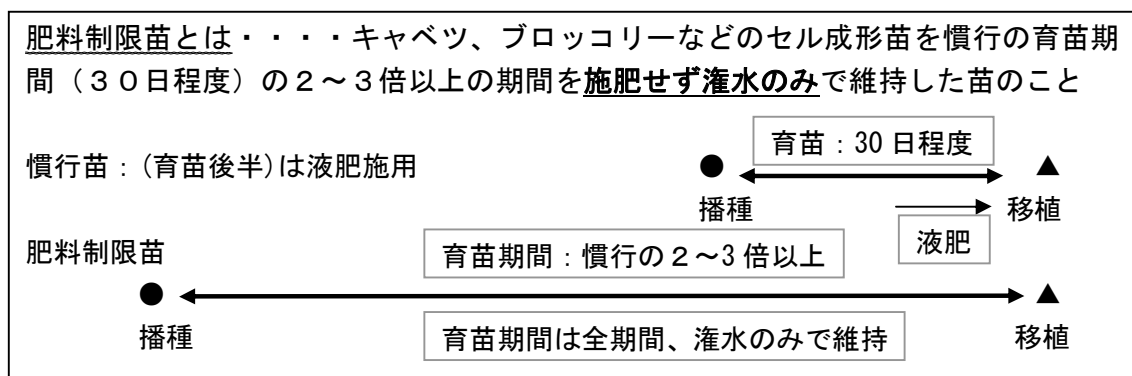 肥料制限苗とは・・・・キャベツ、ブロッコリーなどのセル成形苗を慣行の育苗期
間（３０日程度）の２～３倍以上の期間を施肥せず潅水のみで維持した苗のこと
育苗：30 日程度
慣行苗：(育苗後半)は液肥施用
● ▲
播種 移植
液肥
肥料制限苗
育苗期間：慣行の２～3 倍以上
● ▲
播種 移植
育苗期間は全期間、潅水のみで維持